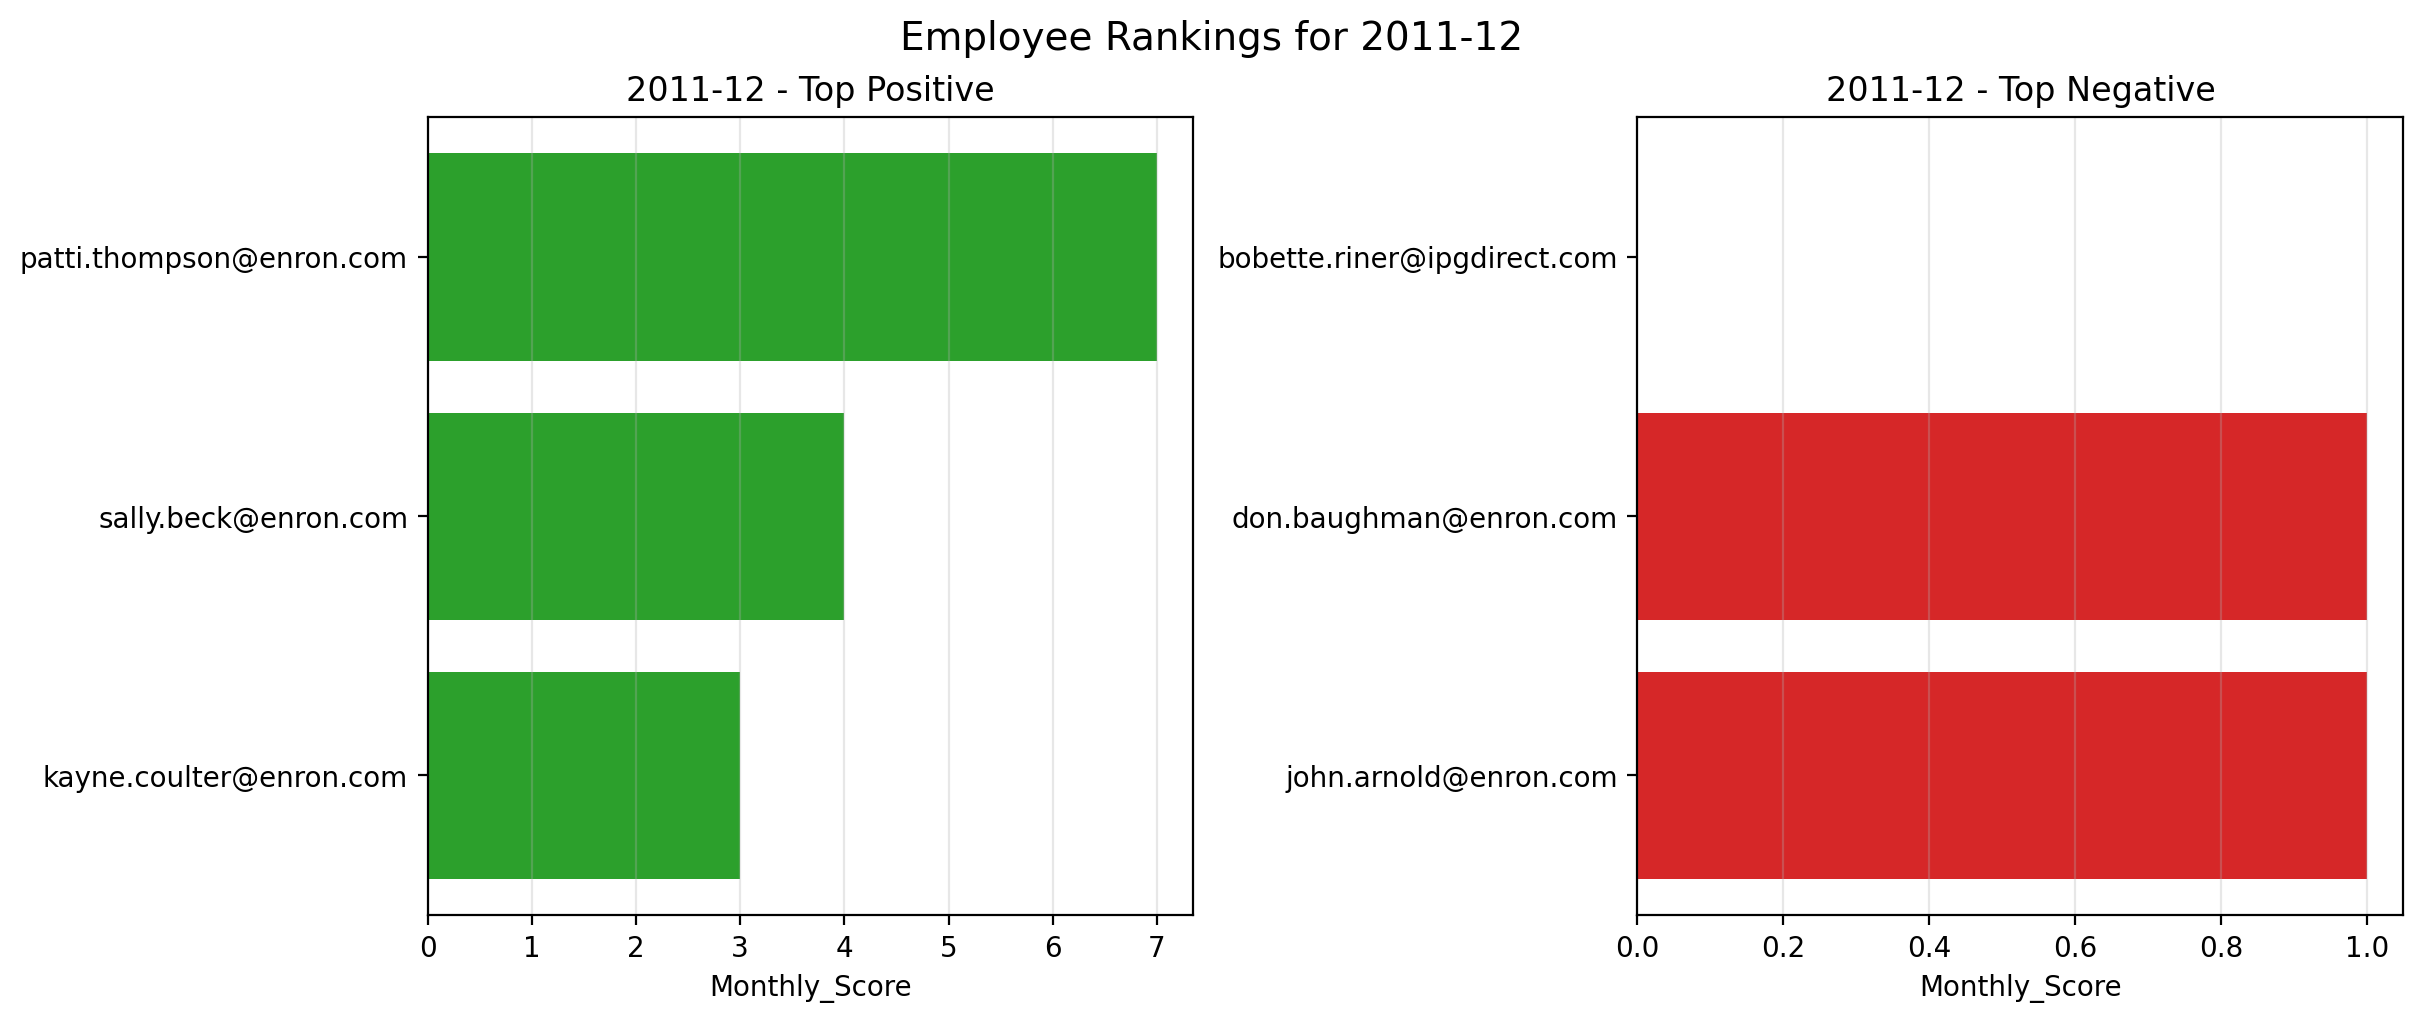 Employee Rankings for 2011-12
2011-12 - Top Positive
patti.thompson@enron.com
sally.beck@enron.com
kayne.coulter@enron.com
0 1 2 3 4 5 6 7
Monthly_Score
2011-12 - Top Negative
bobette.riner@ipgdirect.com
don.baughman@enron.com
john.arnold@enron.com
0.0 0.2 0.4 0.6 0.8 1.0
Monthly_Score